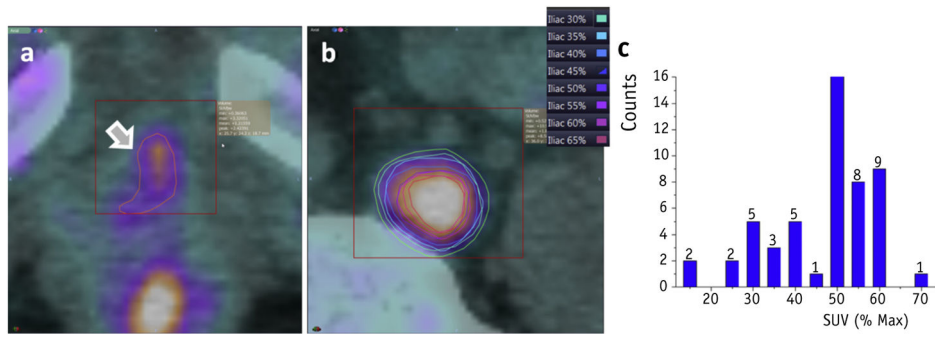 a
b
Iliac 30%
Iliac 35%
Iliac 40%
Iliac 45%
Iliac 50%
Iliac 55%
Iliac 60%
Iliac 65%
c
Counts
16
14
12
10
8
6
4
2
0
2
2
5
3
5
1
8
9
1
20
30
40
50
60
70
SUV (% Max)